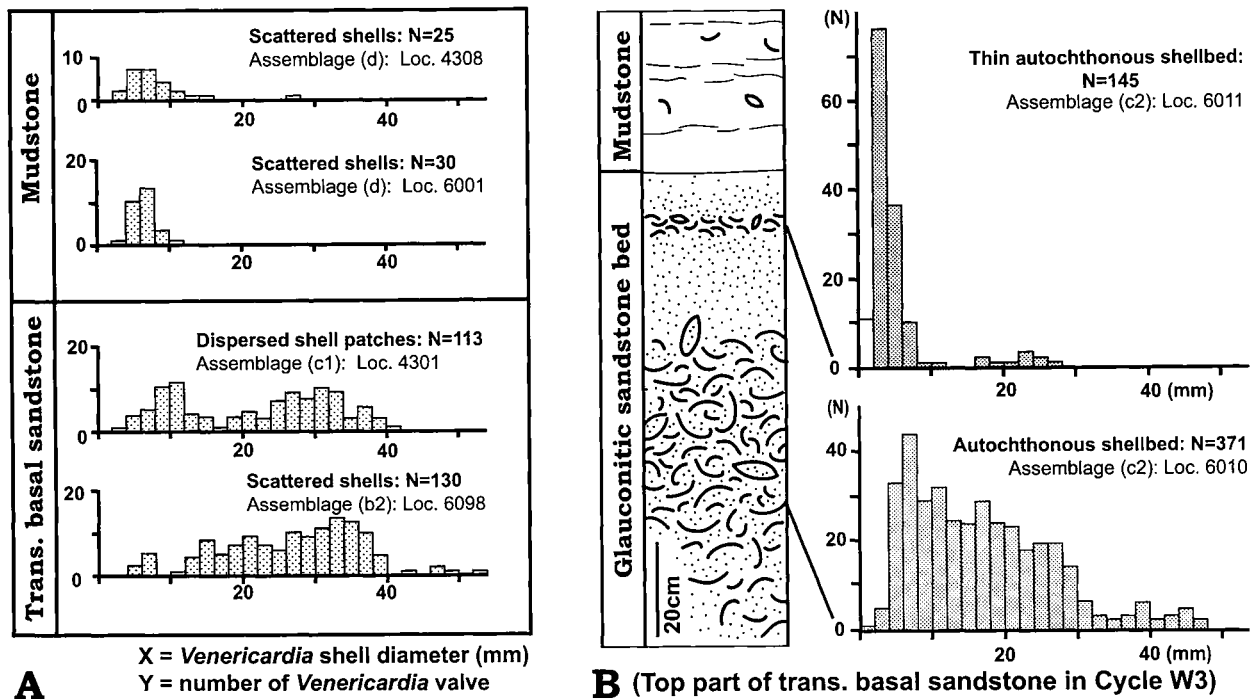 Mudstone
Scattered shells: N=25
Assemblage (d): Loc. 4308
10
0
20
40
Scattered shells: N=30
Assemblage (d): Loc. 6001
20
0
20
40
Trans. basal sandstone
Dispersed shell patches: N=113
Assemblage (c1): Loc. 4301
20
0
20
40
Scattered shells: N=130
Assemblage (b2): Loc. 6098
20
0
20
40
X = Venericardia shell diameter (mm)
Y = number of Venericardia valve
A
Mudstone
Glauconitic sandstone bed
20cm
(N)
Thin autochthonous shellbed:
N=145
Assemblage (c2): Loc. 6011
60
40
20
0
20
40 (mm)
(N)
Autochthonous shellbed: N=371
Assemblage (c2): Loc. 6010
40
20
0
20
40 (mm)
B (Top part of trans. basal sandstone in Cycle W3)